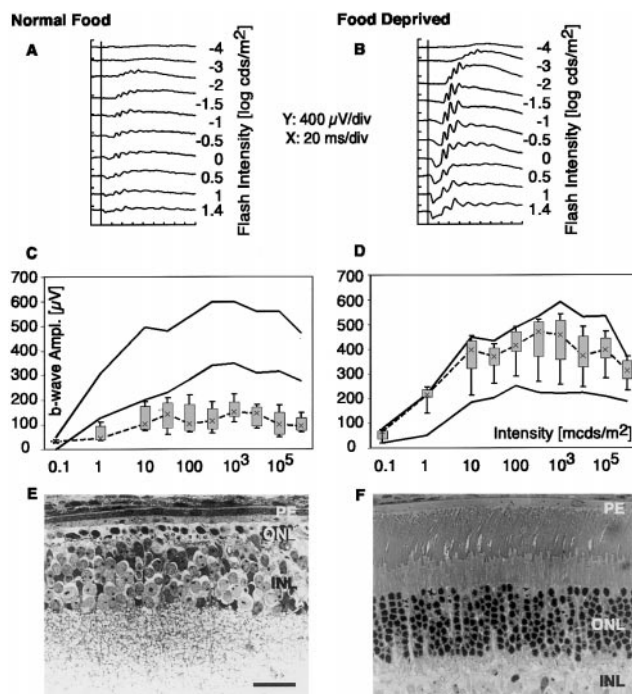 Normal Food
Food Deprived
A
B
-4
-3
-2
-1.5
-1
-0.5
0
0.5
1
1.4
Flash Intensity [log cds/m²]
Y: 400 µV/div
X: 20 ms/div
-4
-3
-2
-1.5
-1
-0.5
0
0.5
1
1.4
Flash Intensity [log cds/m²]
C
D
700
600
500
400
300
200
100
0
b-wave Ampl. [µV]
0.1 1 10 100 10³ 10⁵
700
600
500
400
300
200
100
0
Intensity [mcds/m²]
0.1 1 10 100 10³ 10⁵
E
F
PE
ONL
INL
PE
ONL
INL